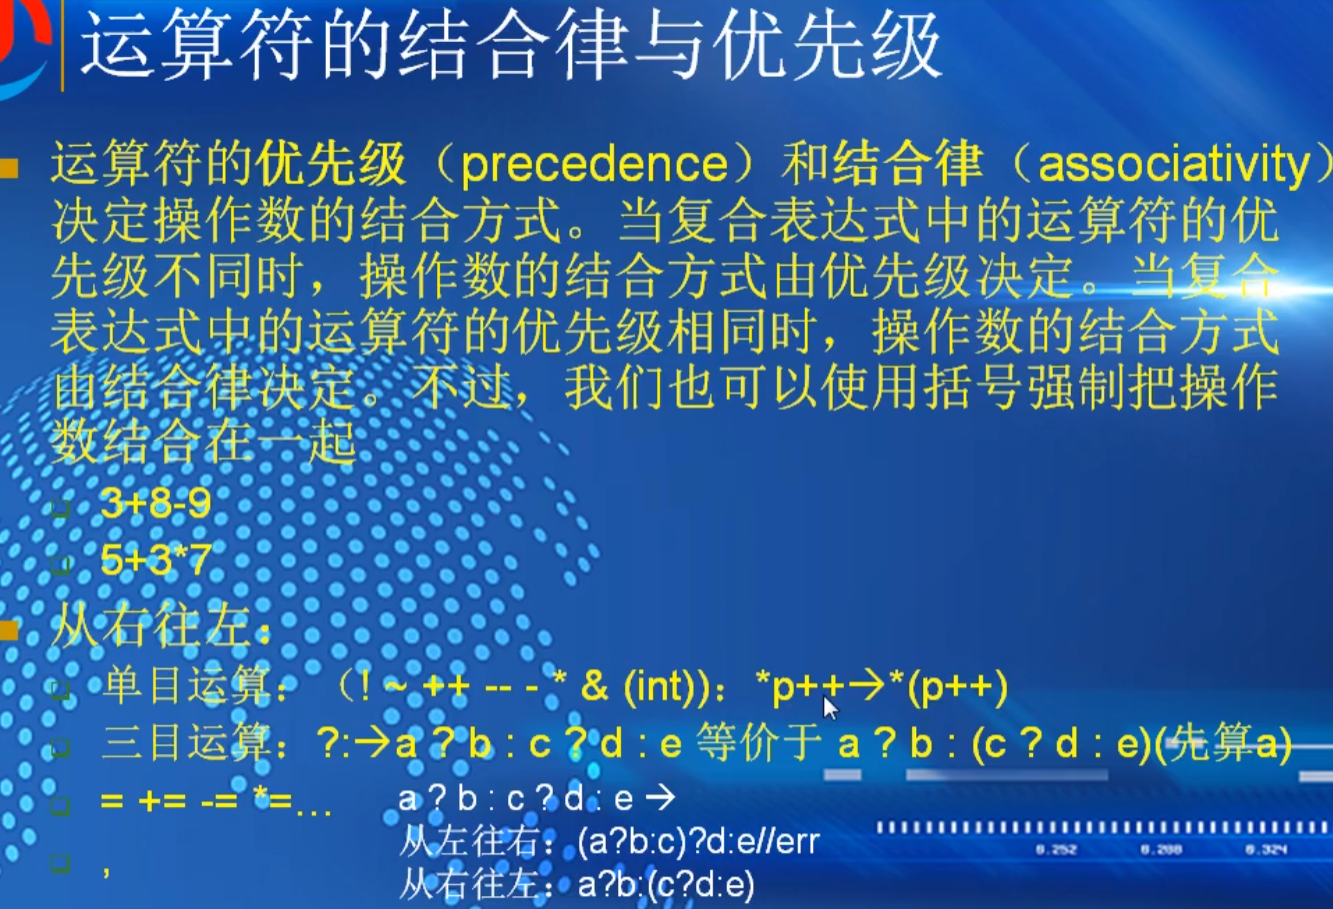 运算符的结合律与优先级
运算符的优先级（precedence）和结合律（associativity）
决定操作数的结合方式。当复合表达式中的运算符的优
先级不同时，操作数的结合方式由优先级决定。当复合
表达式中的运算符的优先级相同时，操作数的结合方式
由结合律决定。不过，我们也可以使用括号强制把操作
数结合在一起
3+8-9
5+3*7
从右往左：
单目运算：（! ~ ++ -- - * & (int)）：*p++→*(p++)
三目运算：?:→a ? b : c ? d : e 等价于 a ? b : (c ? d : e)(先算a)
= += -= *=…
a ? b : c ? d : e →
从左往右：(a?b:c)?d:e//err
从右往左：a?b:(c?d:e)
,
0.252 0.288 0.324